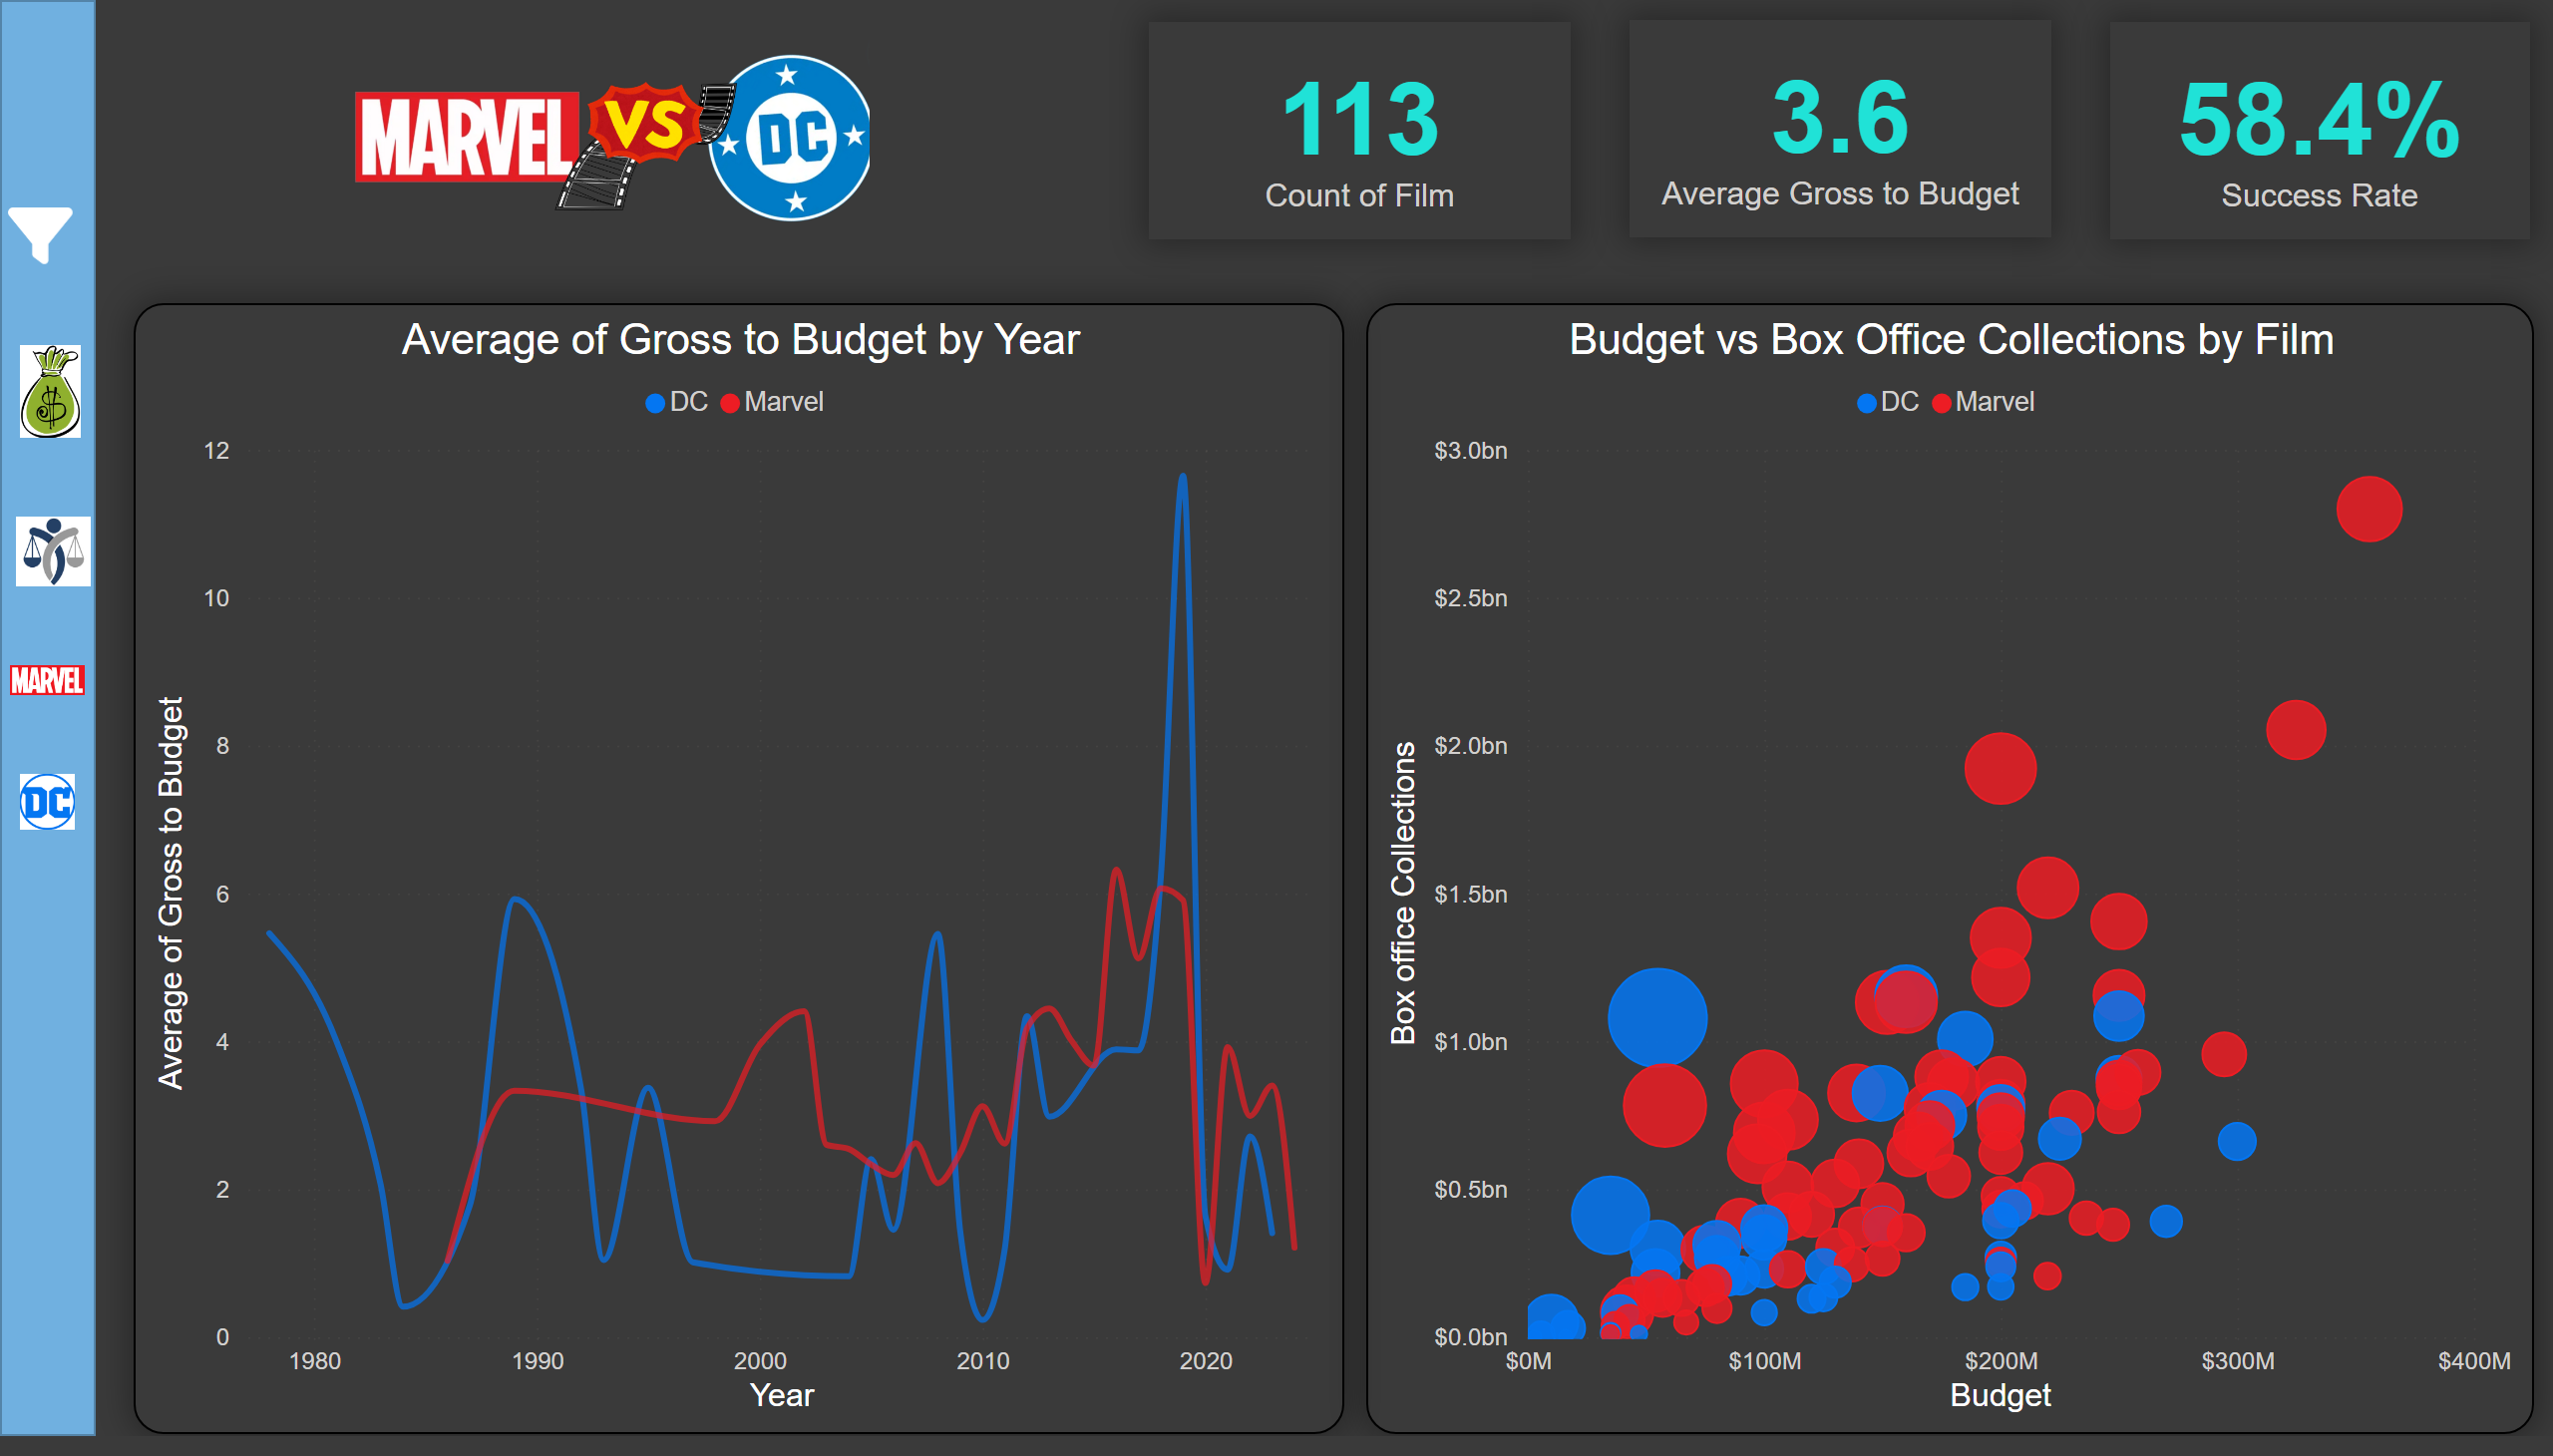 MARVEL VS DC
113
Count of Film
3.6
Average Gross to Budget
58.4%
Success Rate
$
MARVEL
DC
Average of Gross to Budget by Year
DC Marvel
Average of Gross to Budget
12
10
8
6
4
2
0
1980 1990 2000 2010 2020
Year
Budget vs Box Office Collections by Film
DC Marvel
Box office Collections
$3.0bn
$2.5bn
$2.0bn
$1.5bn
$1.0bn
$0.5bn
$0.0bn
$0M $100M $200M $300M $400M
Budget